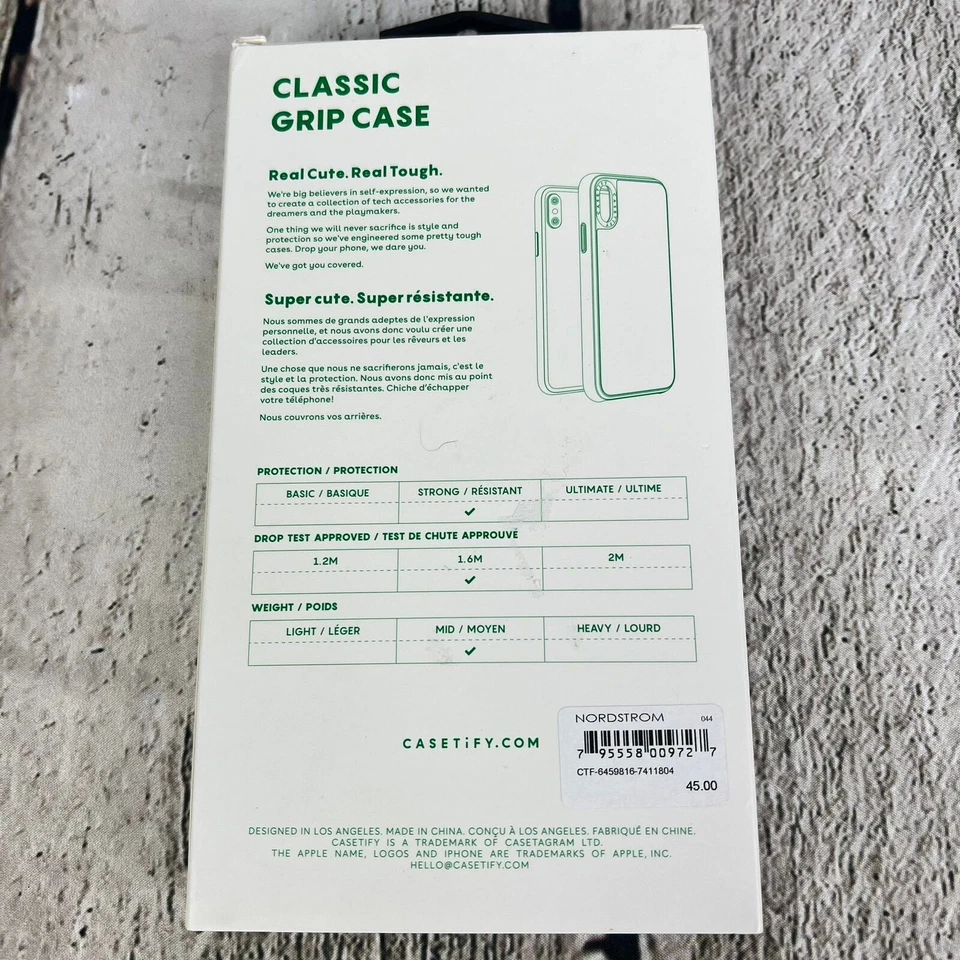 CLASSIC
GRIP CASE
Real Cute. Real Tough.
We're big believers in self-expression, so we wanted
to create a collection of tech accessories for the
dreamers and the playmakers.
One thing we will never sacrifice is style and
protection so we've engineered some pretty tough
cases. Drop your phone, we dare you.
We've got you covered.
Super cute. Super résistante.
Nous sommes de grands adeptes de l'expression
personnelle, et nous avons donc voulu créer une
collection d'accessoires pour les rêveurs et les
leaders.
Une chose que nous ne sacrifierons jamais, c'est le
style et la protection. Nous avons donc mis au point
des coques très résistantes. Chiche d'échapper
votre téléphone!
Nous couvrons vos arrières.
PROTECTION / PROTECTION
BASIC / BASIQUE STRONG / RÉSISTANT ULTIMATE / ULTIME
DROP TEST APPROVED / TEST DE CHUTE APPROUVÉ
1.2M 1.6M 2M
WEIGHT / POIDS
LIGHT / LÉGER MID / MOYEN HEAVY / LOURD
CASETiFY.COM
NORDSTROM 044
7 95558 00972 7
CTF-6459816-7411804
45.00
DESIGNED IN LOS ANGELES. MADE IN CHINA. CONÇU À LOS ANGELES. FABRIQUÉ EN CHINE.
CASETIFY IS A TRADEMARK OF CASETAGRAM LTD.
THE APPLE NAME, LOGOS AND IPHONE ARE TRADEMARKS OF APPLE, INC.
HELLO@CASETIFY.COM